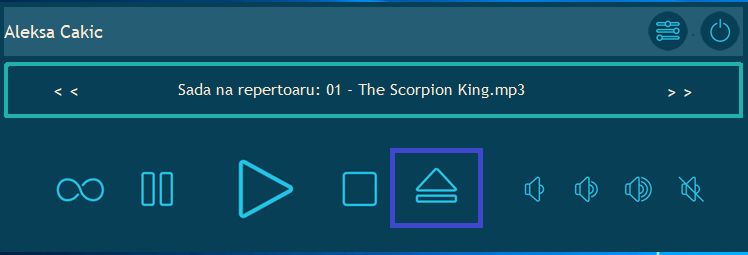 Aleksa Cakic
< < Sada na repertoaru: 01 - The Scorpion King.mp3 > >